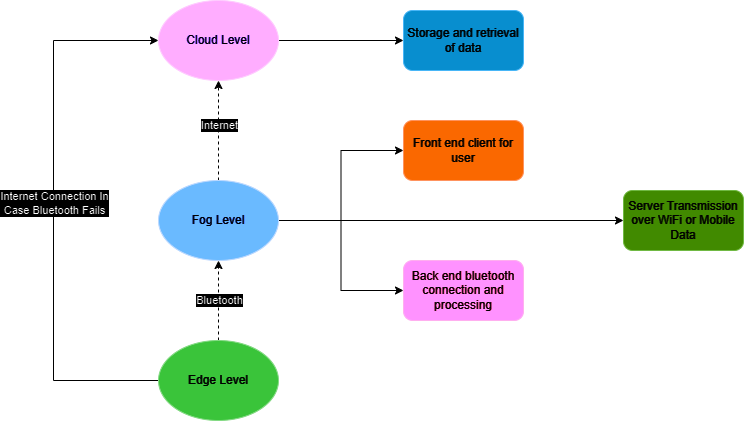 Cloud Level
Storage and retrieval
of data
Internet
Front end client for
user
Internet Connection In
Case Bluetooth Fails
Fog Level
Server Transmission
over WiFi or Mobile
Data
Back end bluetooth
connection and
processing
Bluetooth
Edge Level